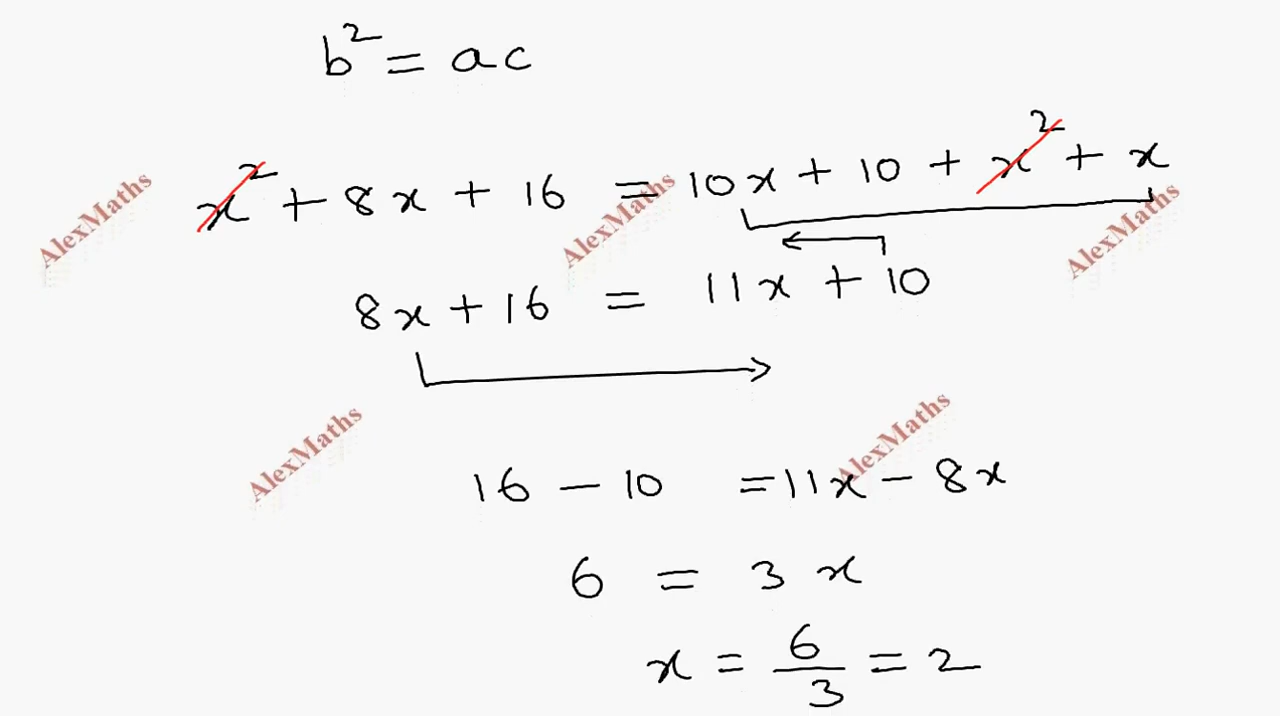 b² = ac
x² + 8x + 16 = 10x + 10 + x² + x
AlexMaths
AlexMaths
AlexMaths
8x + 16 = 11x + 10
AlexMaths
AlexMaths
16 - 10 = 11x - 8x
6 = 3x
x = 6/3 = 2